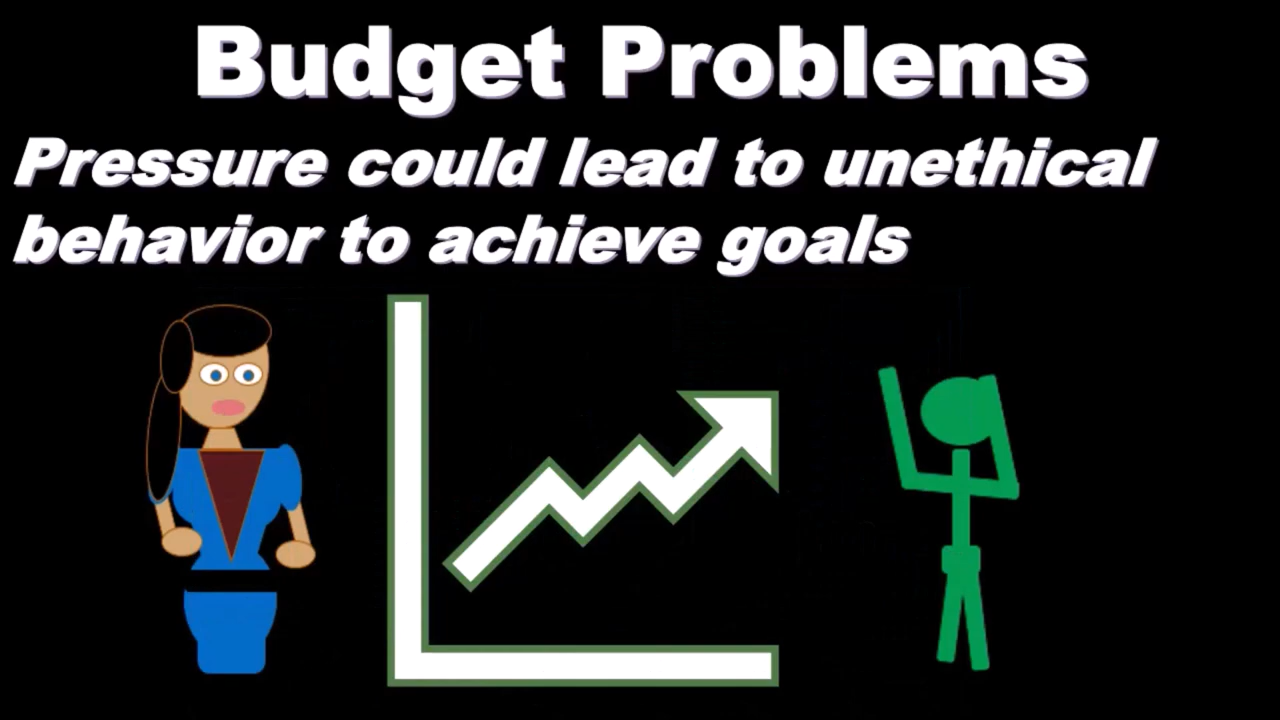 Budget Problems
Pressure could lead to unethical
behavior to achieve goals